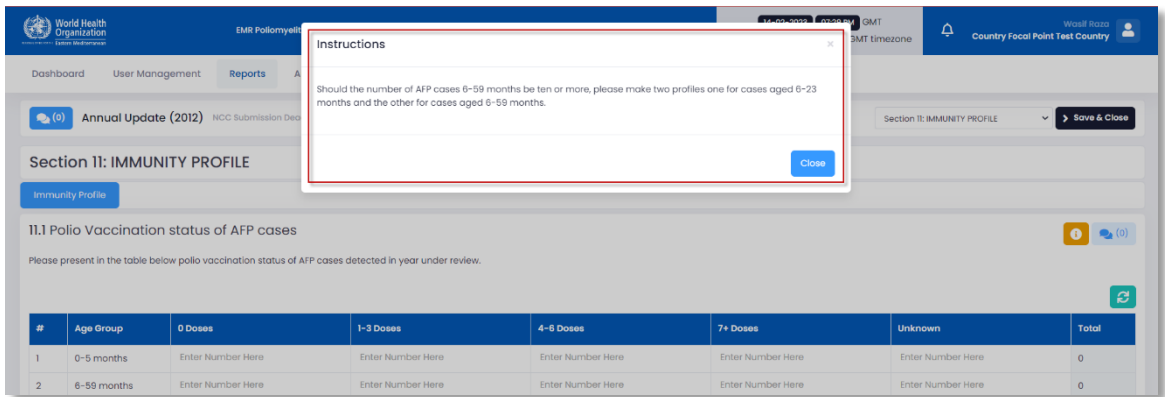 World Health
Organization
Eastern Mediterranean
EMR Poliomyelit
14-02-2023 07:29 PM GMT
GMT timezone
Wasif Raza
Country Focal Point Test Country
Dashboard User Management Reports A
Instructions ×
Should the number of AFP cases 6-59 months be ten or more, please make two profiles one for cases aged 6-23
months and the other for cases aged 6-59 months.
Close
(0) Annual Update (2012) NCC Submission Dea
Section 11: IMMUNITY PROFILE Save & Close
Section 11: IMMUNITY PROFILE
Immunity Profile
11.1 Polio Vaccination status of AFP cases
(0)
Please present in the table below polio vaccination status of AFP cases detected in year under review.
# Age Group 0 Doses 1-3 Doses 4-6 Doses 7+ Doses Unknown Total
1 0-5 months Enter Number Here Enter Number Here Enter Number Here Enter Number Here Enter Number Here 0
2 6-59 months Enter Number Here Enter Number Here Enter Number Here Enter Number Here Enter Number Here 0